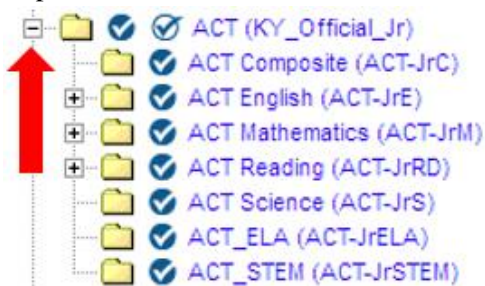 ACT (KY_Official_Jr)
ACT Composite (ACT-JrC)
ACT English (ACT-JrE)
ACT Mathematics (ACT-JrM)
ACT Reading (ACT-JrRD)
ACT Science (ACT-JrS)
ACT_ELA (ACT-JrELA)
ACT_STEM (ACT-JrSTEM)